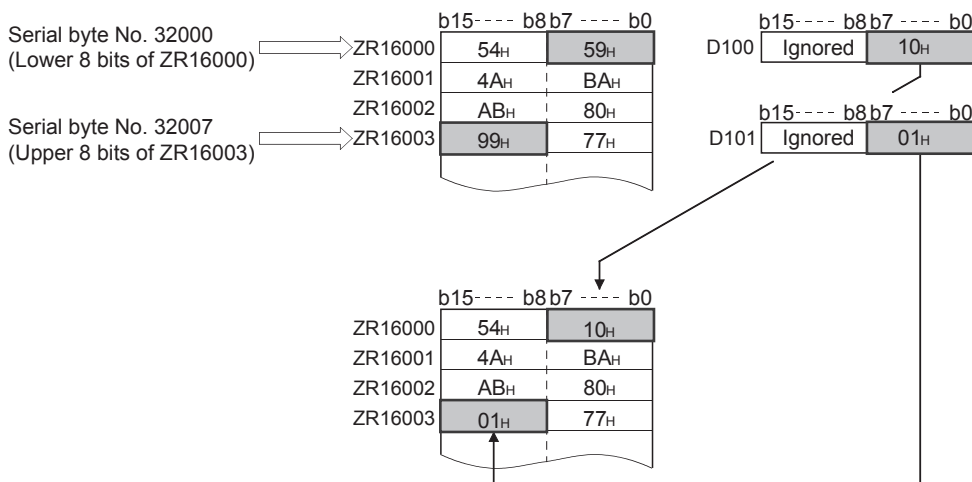 b15---- b8 b7 ---- b0
Serial byte No. 32000
(Lower 8 bits of ZR16000)
ZR16000 54H 59H
ZR16001 4AH BAH
ZR16002 ABH 80H
Serial byte No. 32007
(Upper 8 bits of ZR16003)
ZR16003 99H 77H
b15---- b8 b7 ---- b0
D100 Ignored 10H
b15---- b8 b7 ---- b0
D101 Ignored 01H
b15---- b8 b7 ---- b0
ZR16000 54H 10H
ZR16001 4AH BAH
ZR16002 ABH 80H
ZR16003 01H 77H